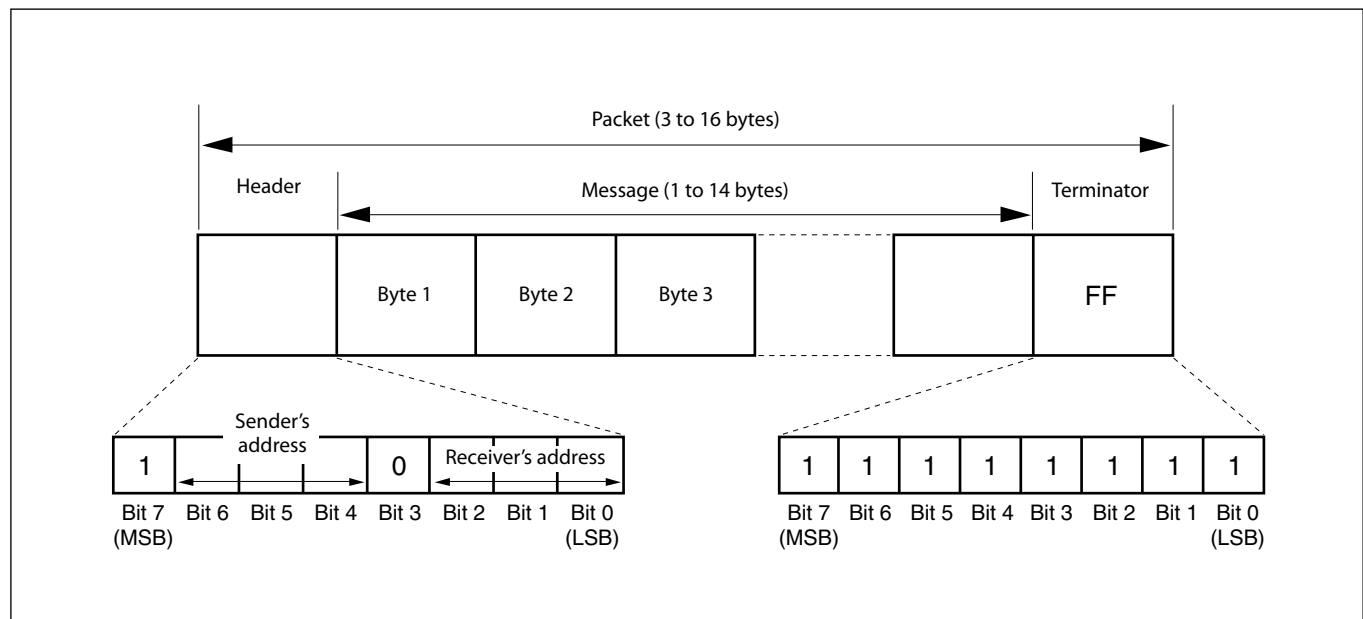 Packet (3 to 16 bytes)
Header
Message (1 to 14 bytes)
Terminator
Byte 1
Byte 2
Byte 3
FF
Sender's
address
1
0
Receiver's address
Bit 7 Bit 6 Bit 5 Bit 4 Bit 3 Bit 2 Bit 1 Bit 0
(MSB) (LSB)
1 1 1 1 1 1 1 1
Bit 7 Bit 6 Bit 5 Bit 4 Bit 3 Bit 2 Bit 1 Bit 0
(MSB) (LSB)